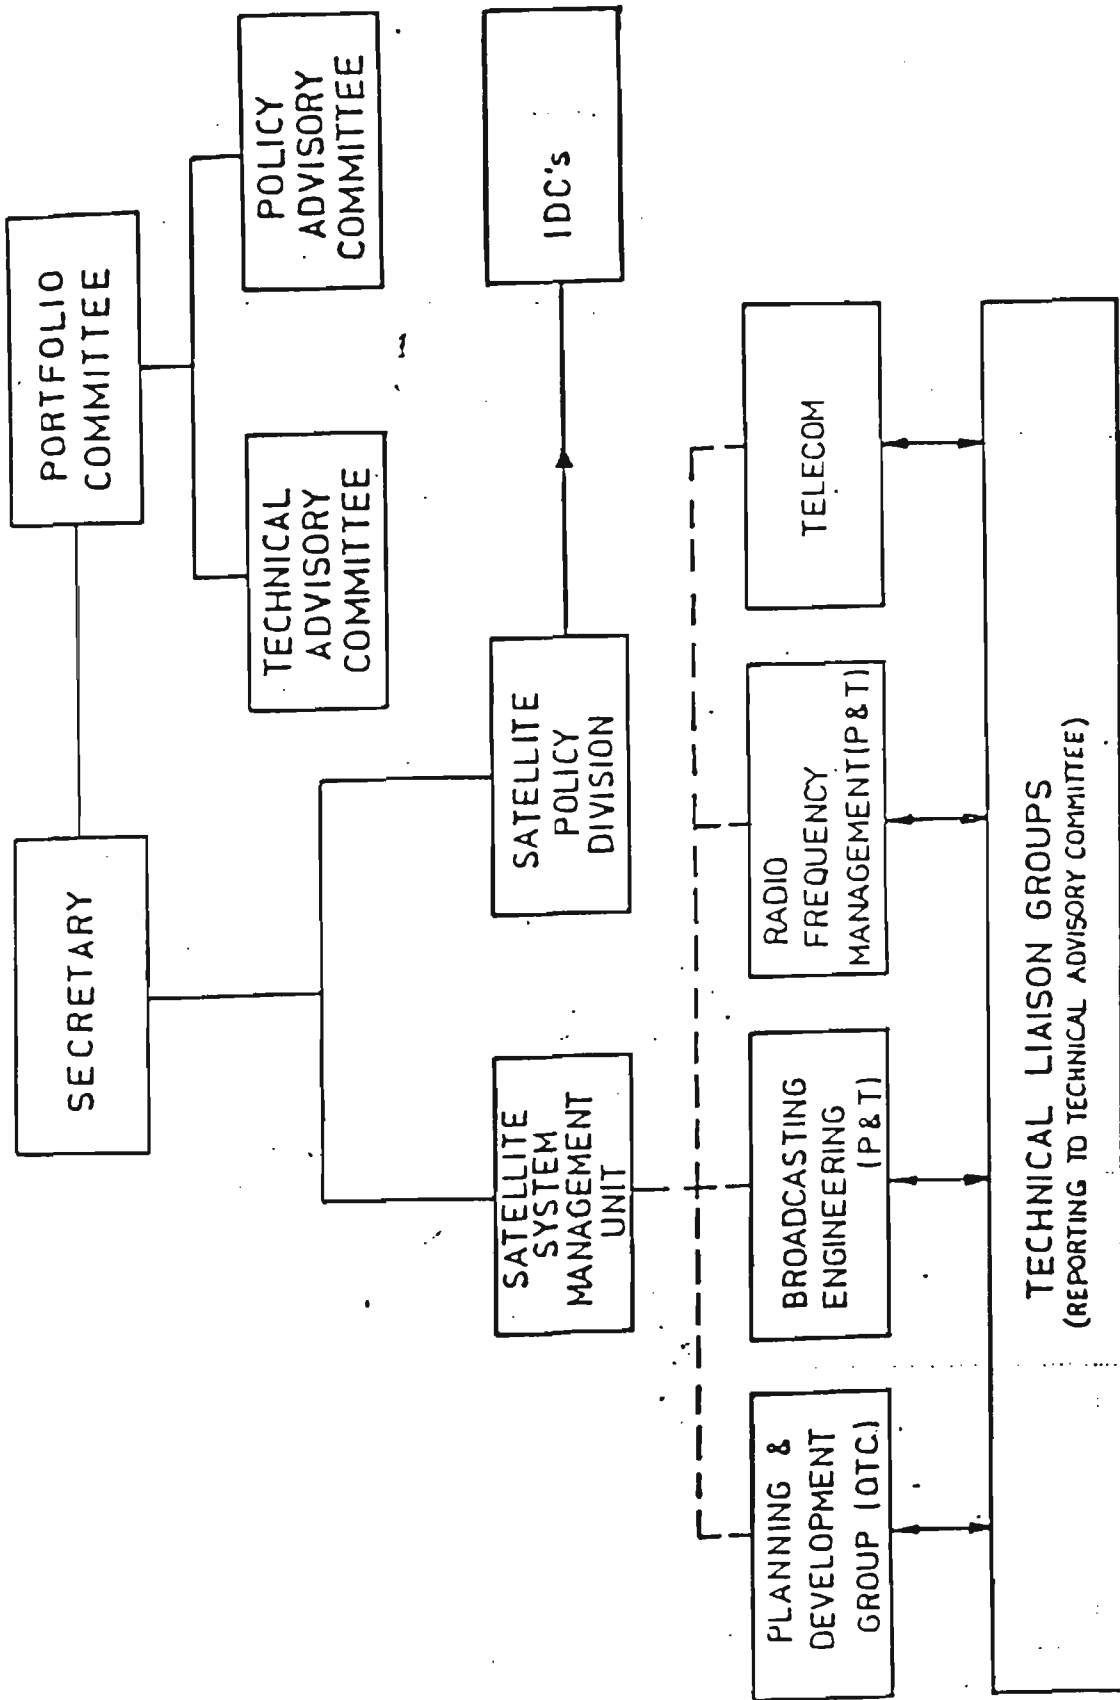 SECRETARY
PORTFOLIO
COMMITTEE
TECHNICAL
ADVISORY
COMMITTEE
POLICY
ADVISORY
COMMITTEE
SATELLITE
SYSTEM
MANAGEMENT
UNIT
SATELLITE
POLICY
DIVISION
IDC's
PLANNING &
DEVELOPMENT
GROUP (OTC.)
BROADCASTING
ENGINEERING
(P & T)
RADIO
FREQUENCY
MANAGEMENT(P & T)
TELECOM
TECHNICAL LIAISON GROUPS
(REPORTING TO TECHNICAL ADVISORY COMMITTEE)